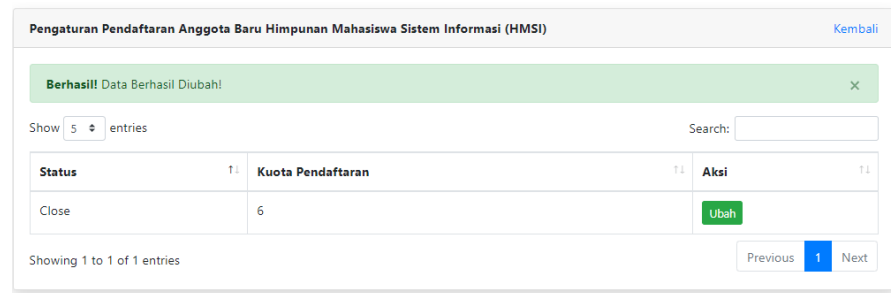 Pengaturan Pendaftaran Anggota Baru Himpunan Mahasiswa Sistem Informasi (HMSI) Kembali
Berhasil! Data Berhasil Diubah! ×
Show 5 entries Search:
Status Kuota Pendaftaran Aksi
Close 6 Ubah
Showing 1 to 1 of 1 entries Previous 1 Next